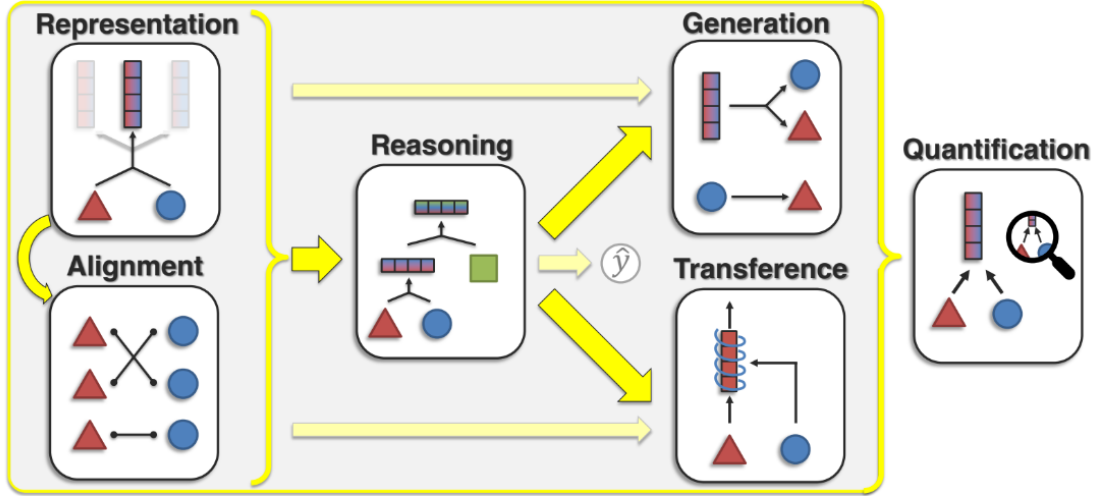 Representation
Alignment
Reasoning
ŷ
Generation
Transference
Quantification